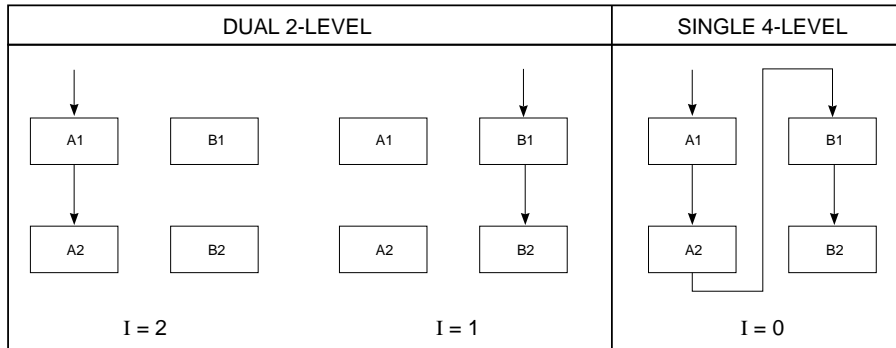 DUAL 2-LEVEL SINGLE 4-LEVEL
A1 B1 A1 B1 A1 B1
A2 B2 A2 B2 A2 B2
I = 2 I = 1 I = 0